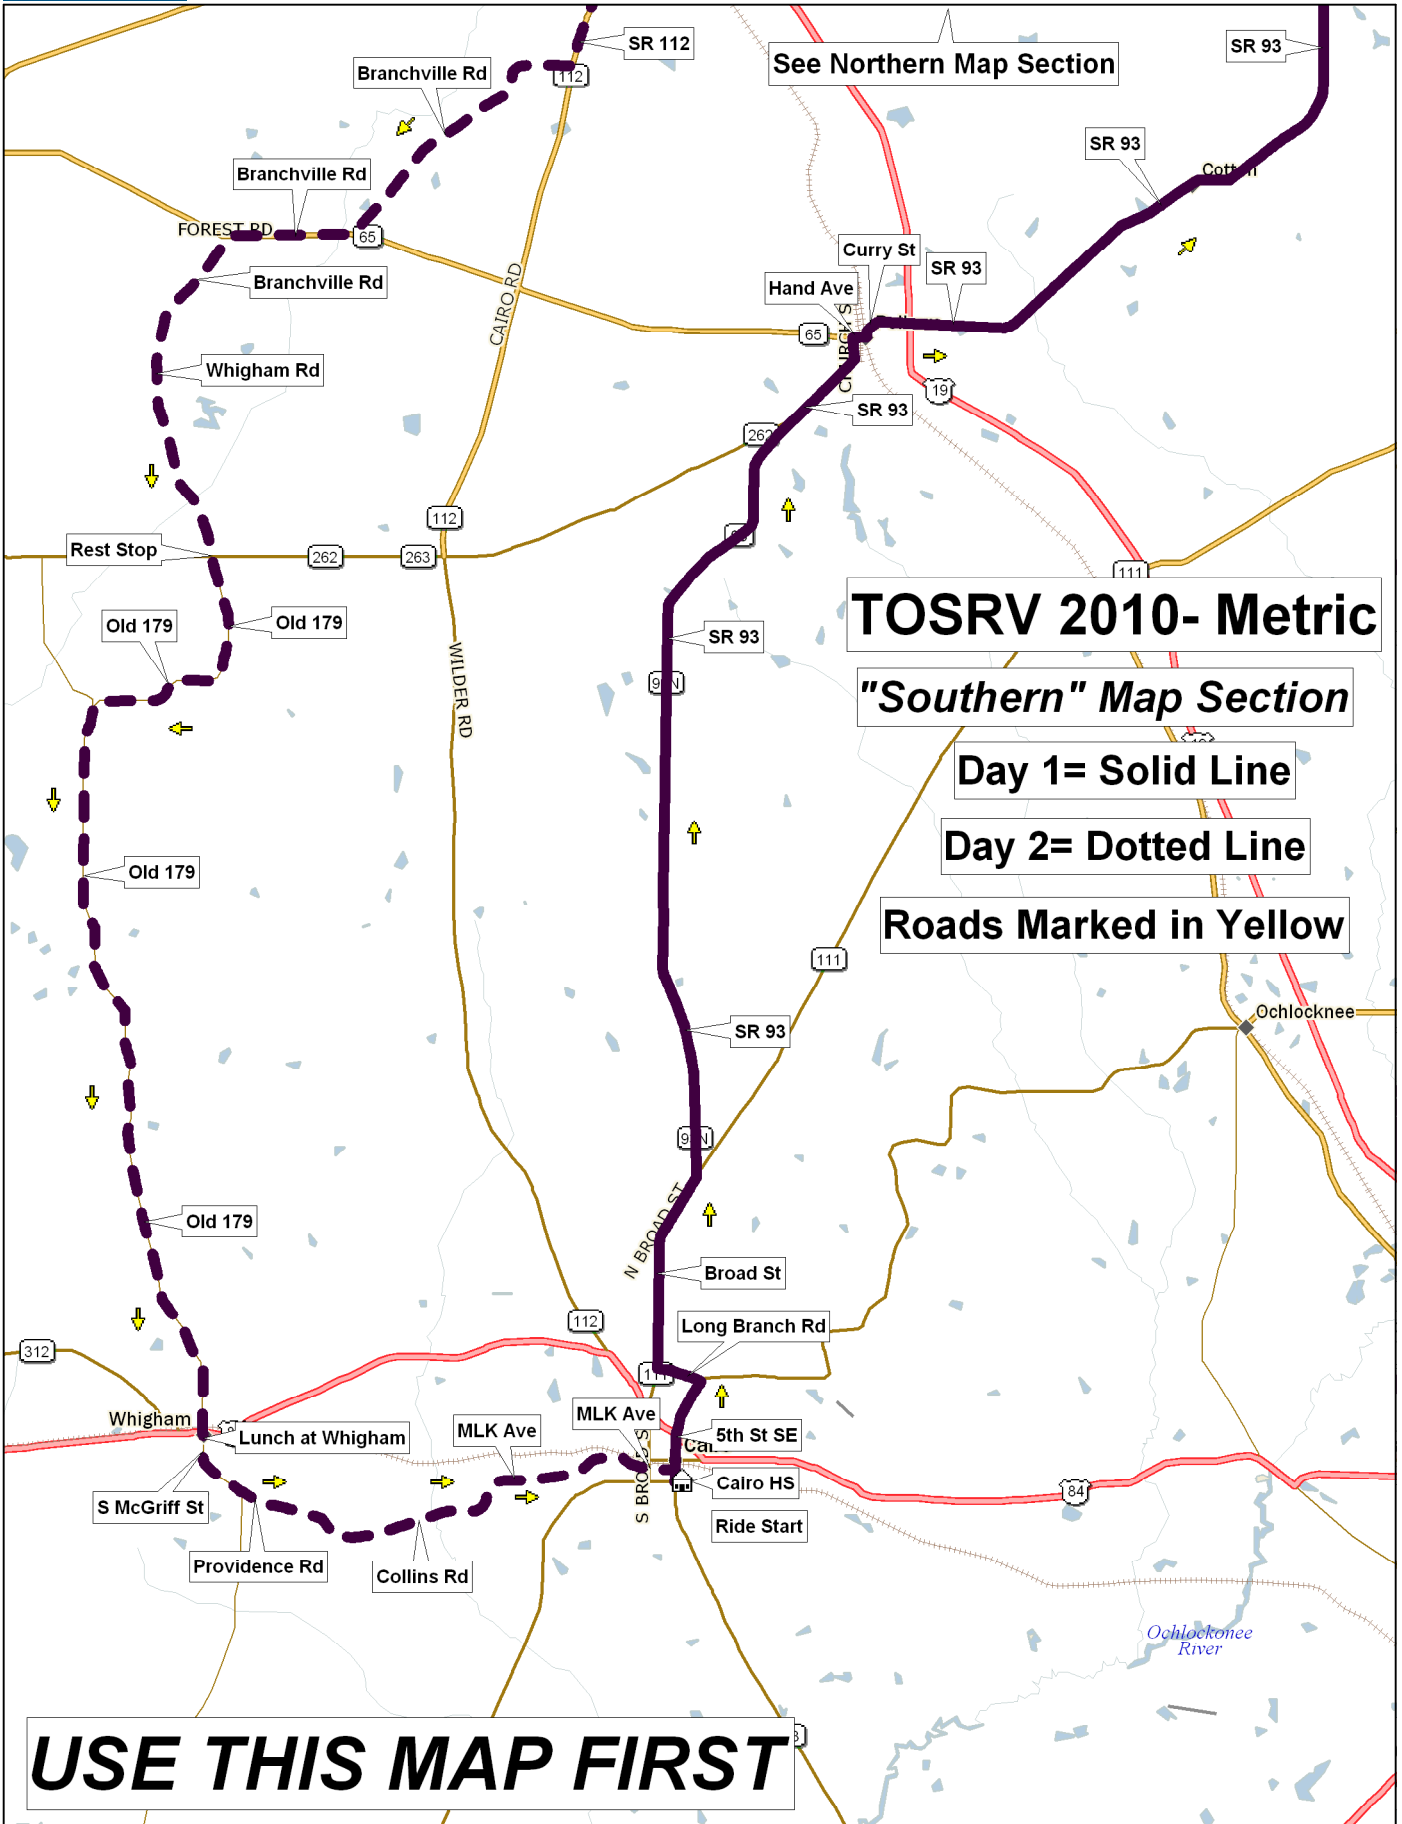 SR 112
See Northern Map Section
SR 93
Branchville Rd
112
SR 93
Branchville Rd
FOREST RD
65
Curry St
SR 93
Branchville Rd
Hand Ave
CAIRO RD
65
Whigham Rd
19
SR 93
262
112
Rest Stop
262
263
111
TOSRV 2010- Metric
Old 179
Old 179
SR 93
WILDER RD
"Southern" Map Section
Day 1= Solid Line
Day 2= Dotted Line
Old 179
Roads Marked in Yellow
111
Ochlocknee
SR 93
Old 179
N BROAD ST
Broad St
112
Long Branch Rd
312
Whigham
MLK Ave
MLK Ave
5th St SE
Lunch at Whigham
S BROAD S
Cairo HS
84
S McGriff St
Ride Start
Providence Rd
Collins Rd
Ochlockonee
River
USE THIS MAP FIRST